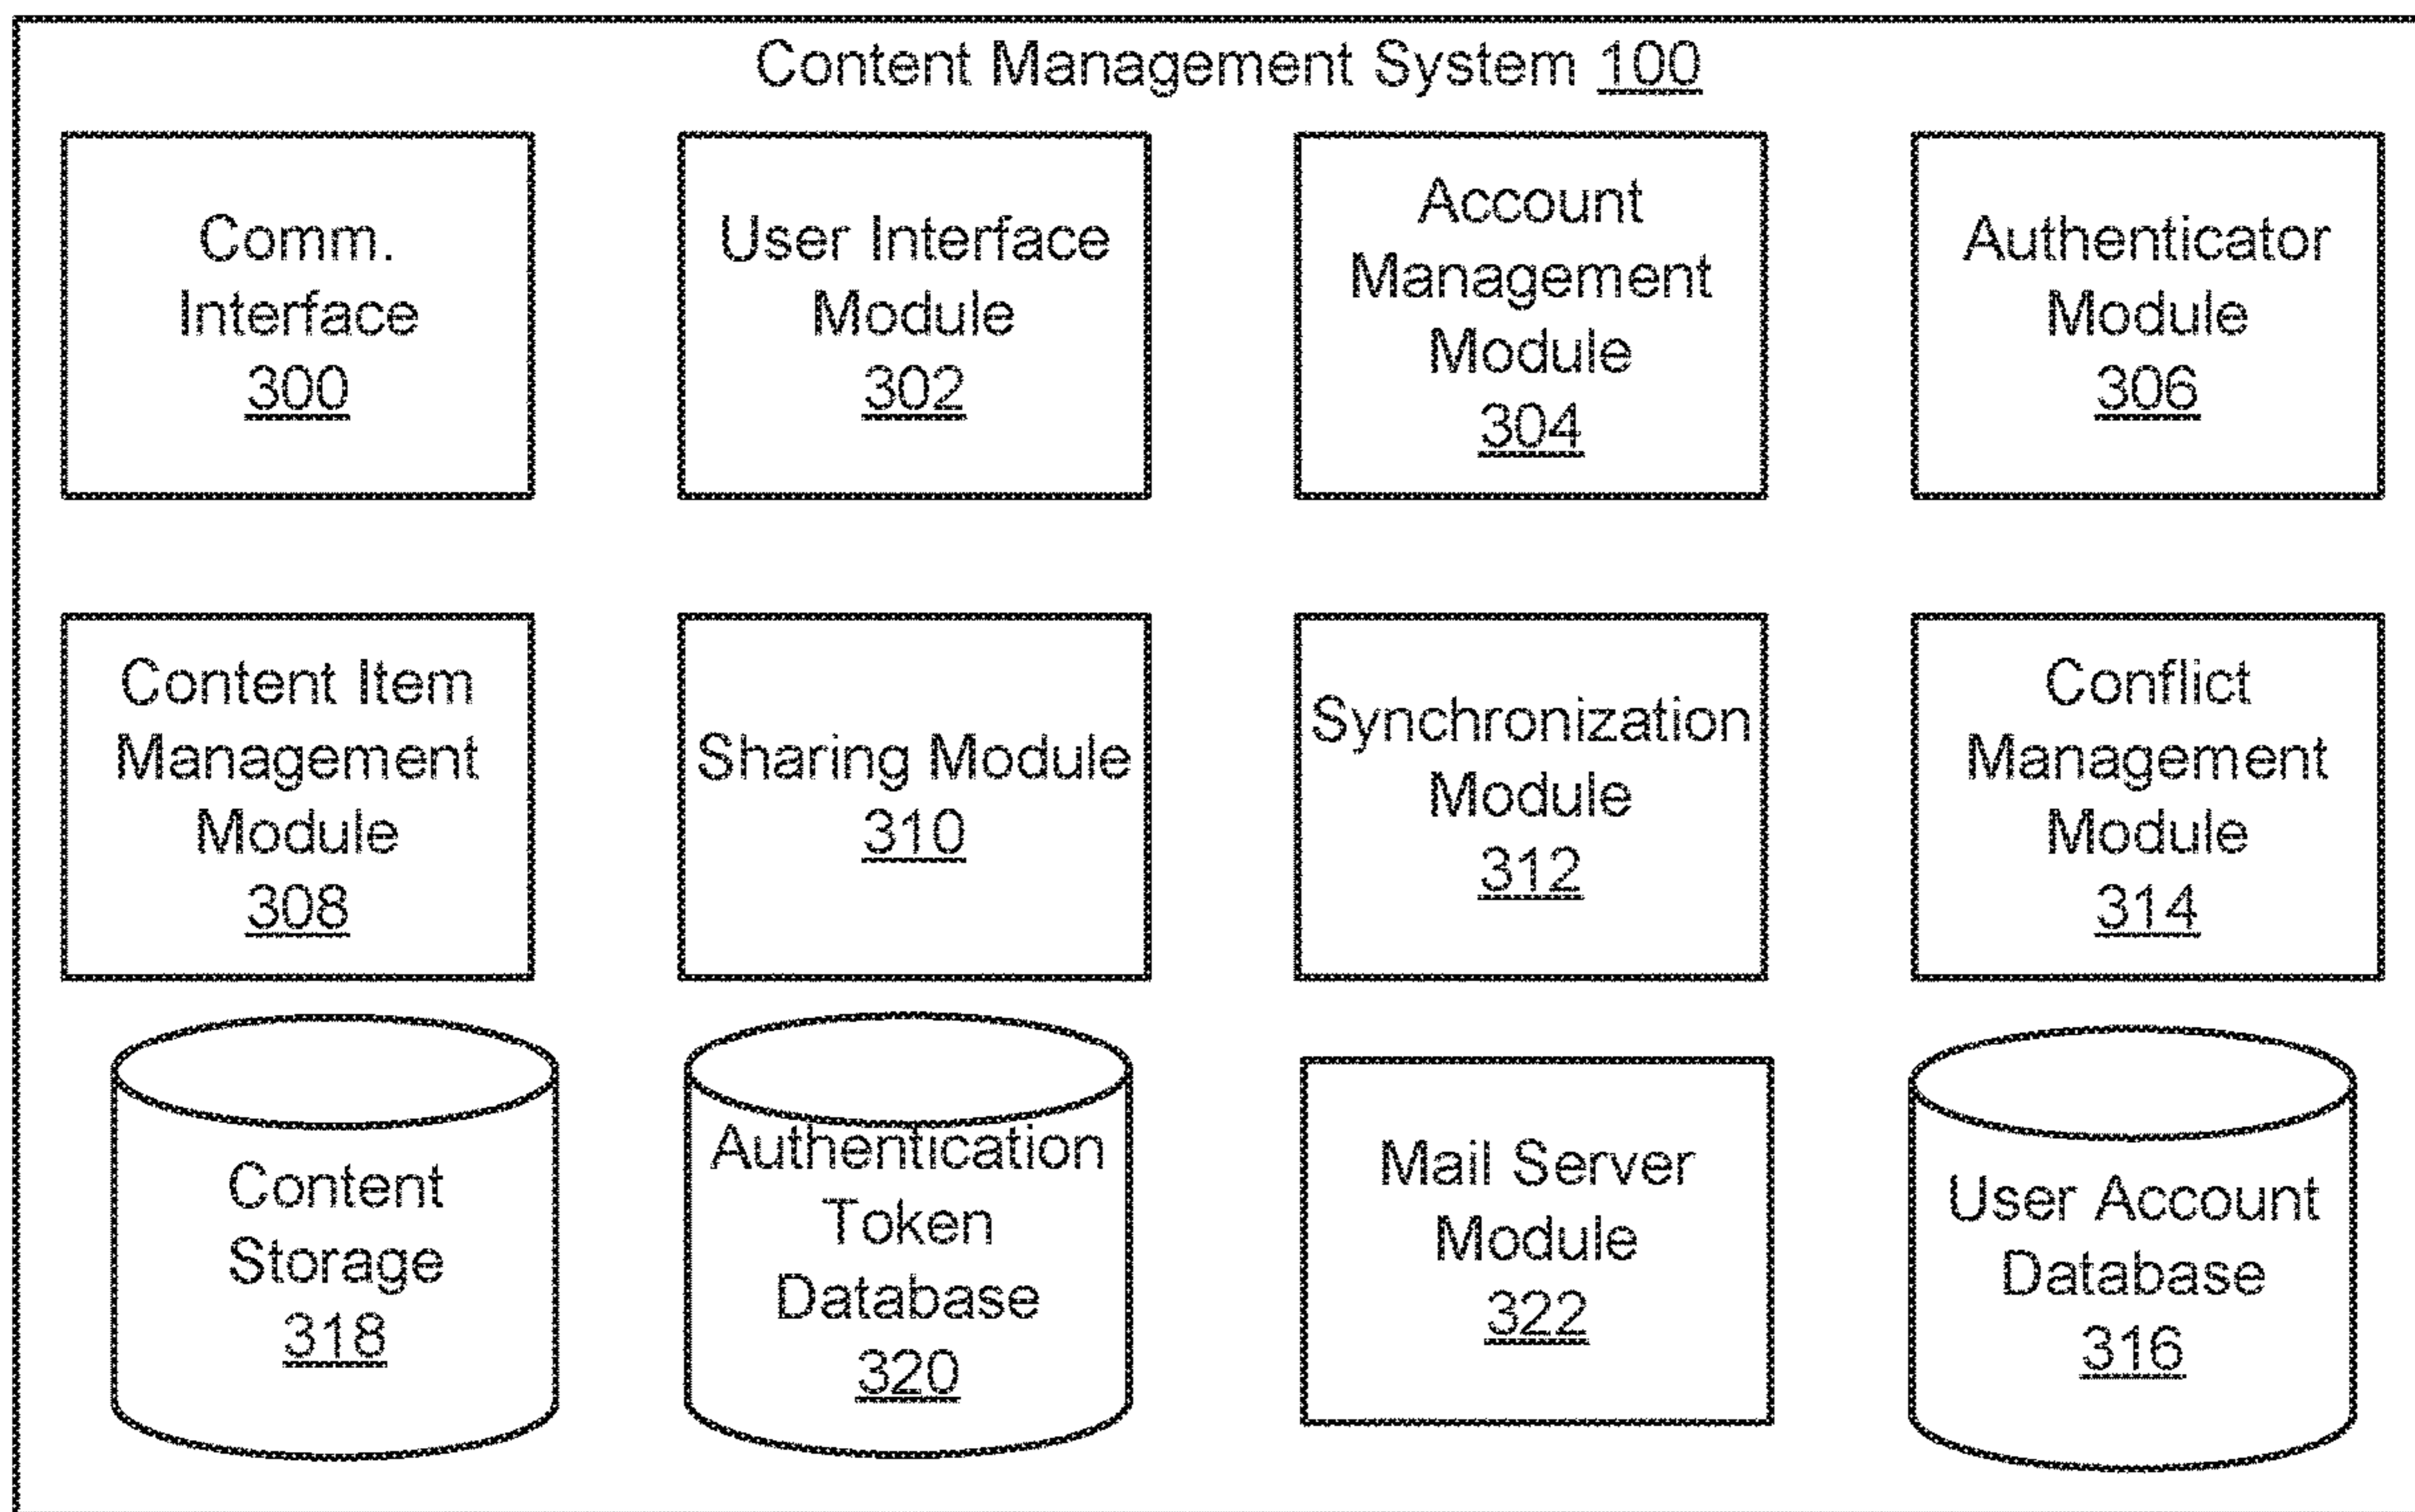 Content Management System 100
Comm.
Interface
300
User Interface
Module
302
Account
Management
Module
304
Authenticator
Module
306
Content Item
Management
Module
308
Sharing Module
310
Synchronization
Module
312
Conflict
Management
Module
314
Content
Storage
318
Authentication
Token
Database
320
Mail Server
Module
322
User Account
Database
316